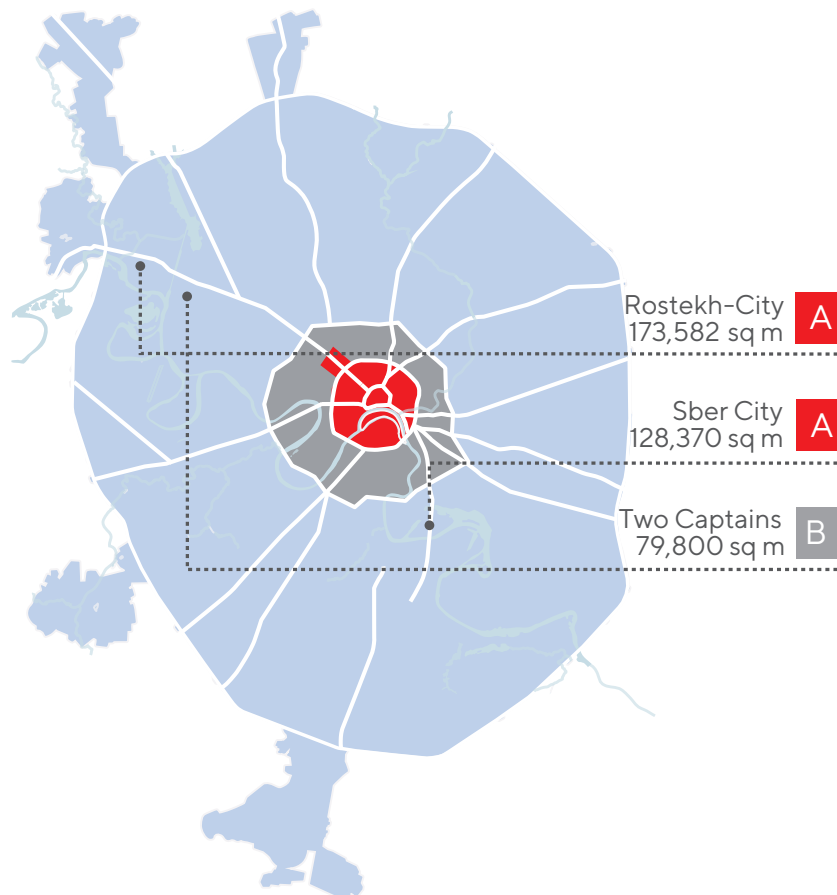 Rostekh-City
173,582 sq m
A
Sber City
128,370 sq m
A
Two Captains
79,800 sq m
B